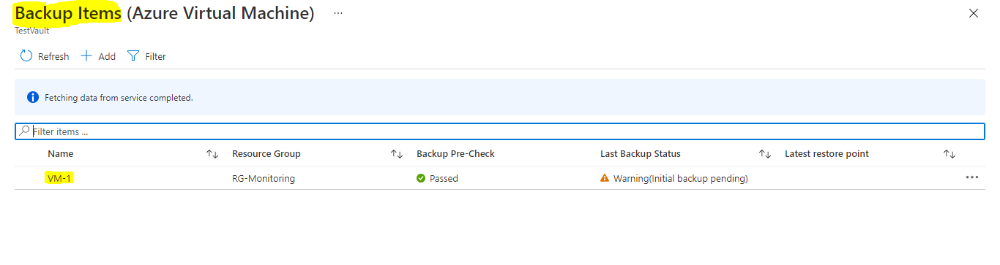 Backup Items (Azure Virtual Machine) ...
TestVault
Refresh Add Filter
Fetching data from service completed.
Filter items ...
Name Resource Group Backup Pre-Check Last Backup Status Latest restore point
VM-1 RG-Monitoring Passed Warning(Initial backup pending) ...